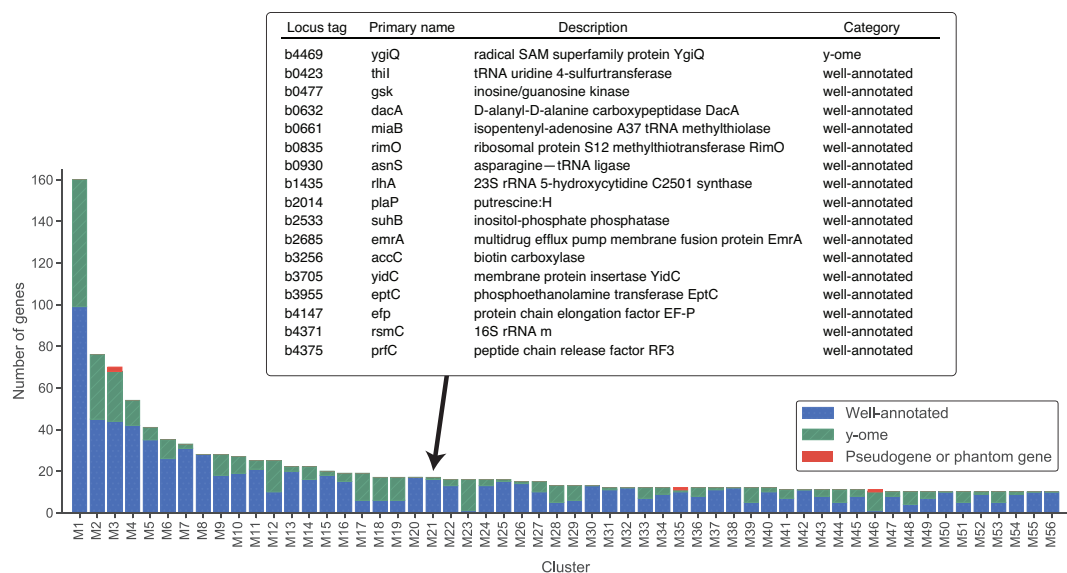 Locus tag Primary name Description Category
b4469 ygiQ radical SAM superfamily protein YgiQ y-ome
b0423 thiI tRNA uridine 4-sulfurtransferase well-annotated
b0477 gsk inosine/guanosine kinase well-annotated
b0632 dacA D-alanyl-D-alanine carboxypeptidase DacA well-annotated
b0661 miaB isopentenyl-adenosine A37 tRNA methylthiolase well-annotated
b0835 rimO ribosomal protein S12 methylthiotransferase RimO well-annotated
b0930 asnS asparagine—tRNA ligase well-annotated
b1435 rlhA 23S rRNA 5-hydroxycytidine C2501 synthase well-annotated
b2014 plaP putrescine:H well-annotated
b2533 suhB inositol-phosphate phosphatase well-annotated
b2685 emrA multidrug efflux pump membrane fusion protein EmrA well-annotated
b3256 accC biotin carboxylase well-annotated
b3705 yidC membrane protein insertase YidC well-annotated
b3955 eptC phosphoethanolamine transferase EptC well-annotated
b4147 efp protein chain elongation factor EF-P well-annotated
b4371 rsmC 16S rRNA m well-annotated
b4375 prfC peptide chain release factor RF3 well-annotated
Number of genes
160
140
120
100
80
60
40
20
0
Well-annotated
y-ome
Pseudogene or phantom gene
M1 M2 M3 M4 M5 M6 M7 M8 M9 M10 M11 M12 M13 M14 M15 M16 M17 M18 M19 M20 M21 M22 M23 M24 M25 M26 M27 M28 M29 M30 M31 M32 M33 M34 M35 M36 M37 M38 M39 M40 M41 M42 M43 M44 M45 M46 M47 M48 M49 M50 M51 M52 M53 M54 M55 M56
Cluster